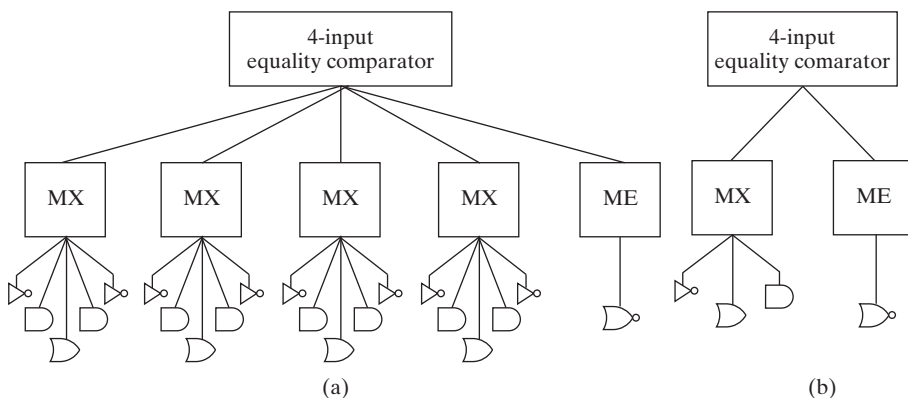 4-input
equality comparator
4-input
equality comarator
MX
MX
MX
MX
ME
MX
ME
(a)
(b)